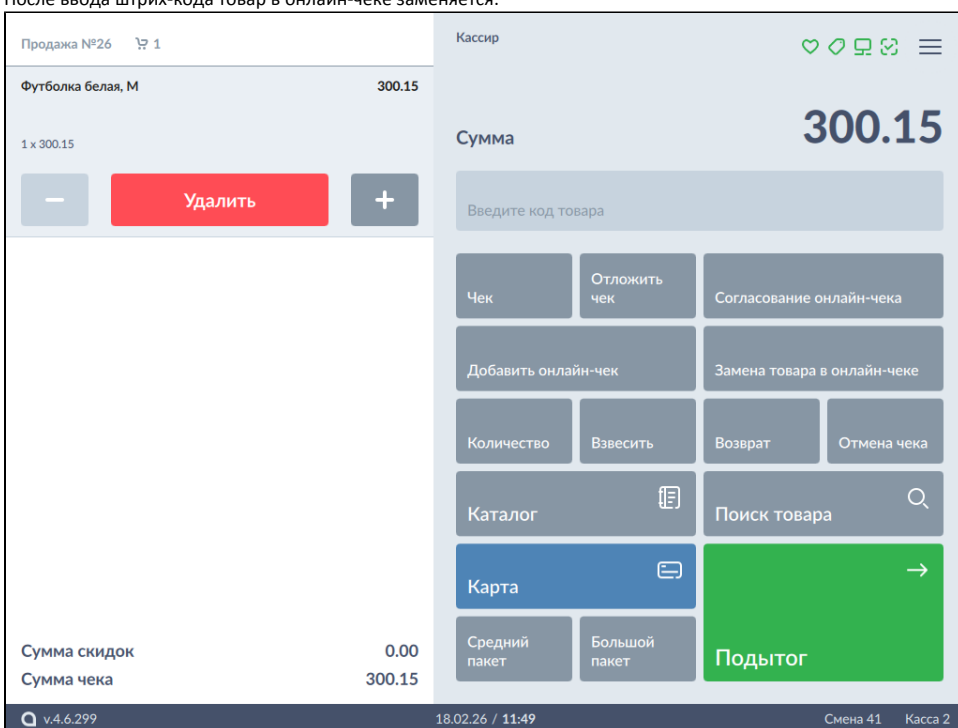 После ввода штрих-кода товар в онлайн-чеке заменяется.
Продажа №26 1
Футболка белая, М 300.15
1 x 300.15
Удалить
Сумма скидок 0.00
Сумма чека 300.15
Кассир
Сумма 300.15
Введите код товара
Чек
Отложить
чек
Согласование онлайн-чека
Добавить онлайн-чек
Замена товара в онлайн-чеке
Количество
Взвесить
Возврат
Отмена чека
Каталог
Поиск товара
Карта
Средний
пакет
Большой
пакет
Подытог
v.4.6.299
18.02.26 / 11:49
Смена 41 Касса 2